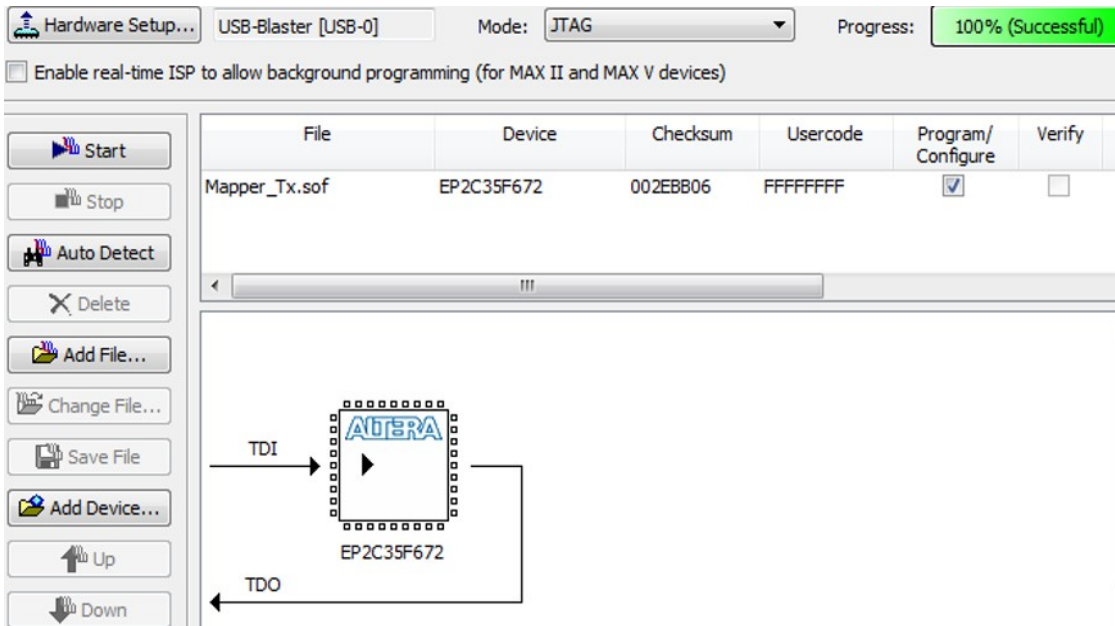 Hardware Setup... USB-Blaster [USB-0] Mode: JTAG Progress: 100% (Successful)
Enable real-time ISP to allow background programming (for MAX II and MAX V devices)
Start
Stop
Auto Detect
Delete
Add File...
Change File...
Save File
Add Device...
Up
Down
File Device Checksum Usercode Program/ Verify
Configure
Mapper_Tx.sof EP2C35F672 002EBB06 FFFFFFFF
ALTERA
TDI
EP2C35F672
TDO